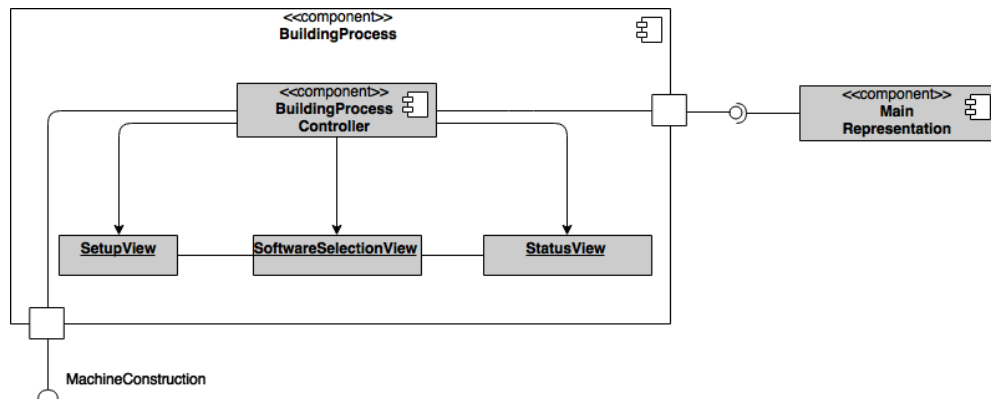 <<component>>
BuildingProcess
<<component>>
BuildingProcess
Controller
<<component>>
Main
Representation
SetupView
SoftwareSelectionView
StatusView
MachineConstruction